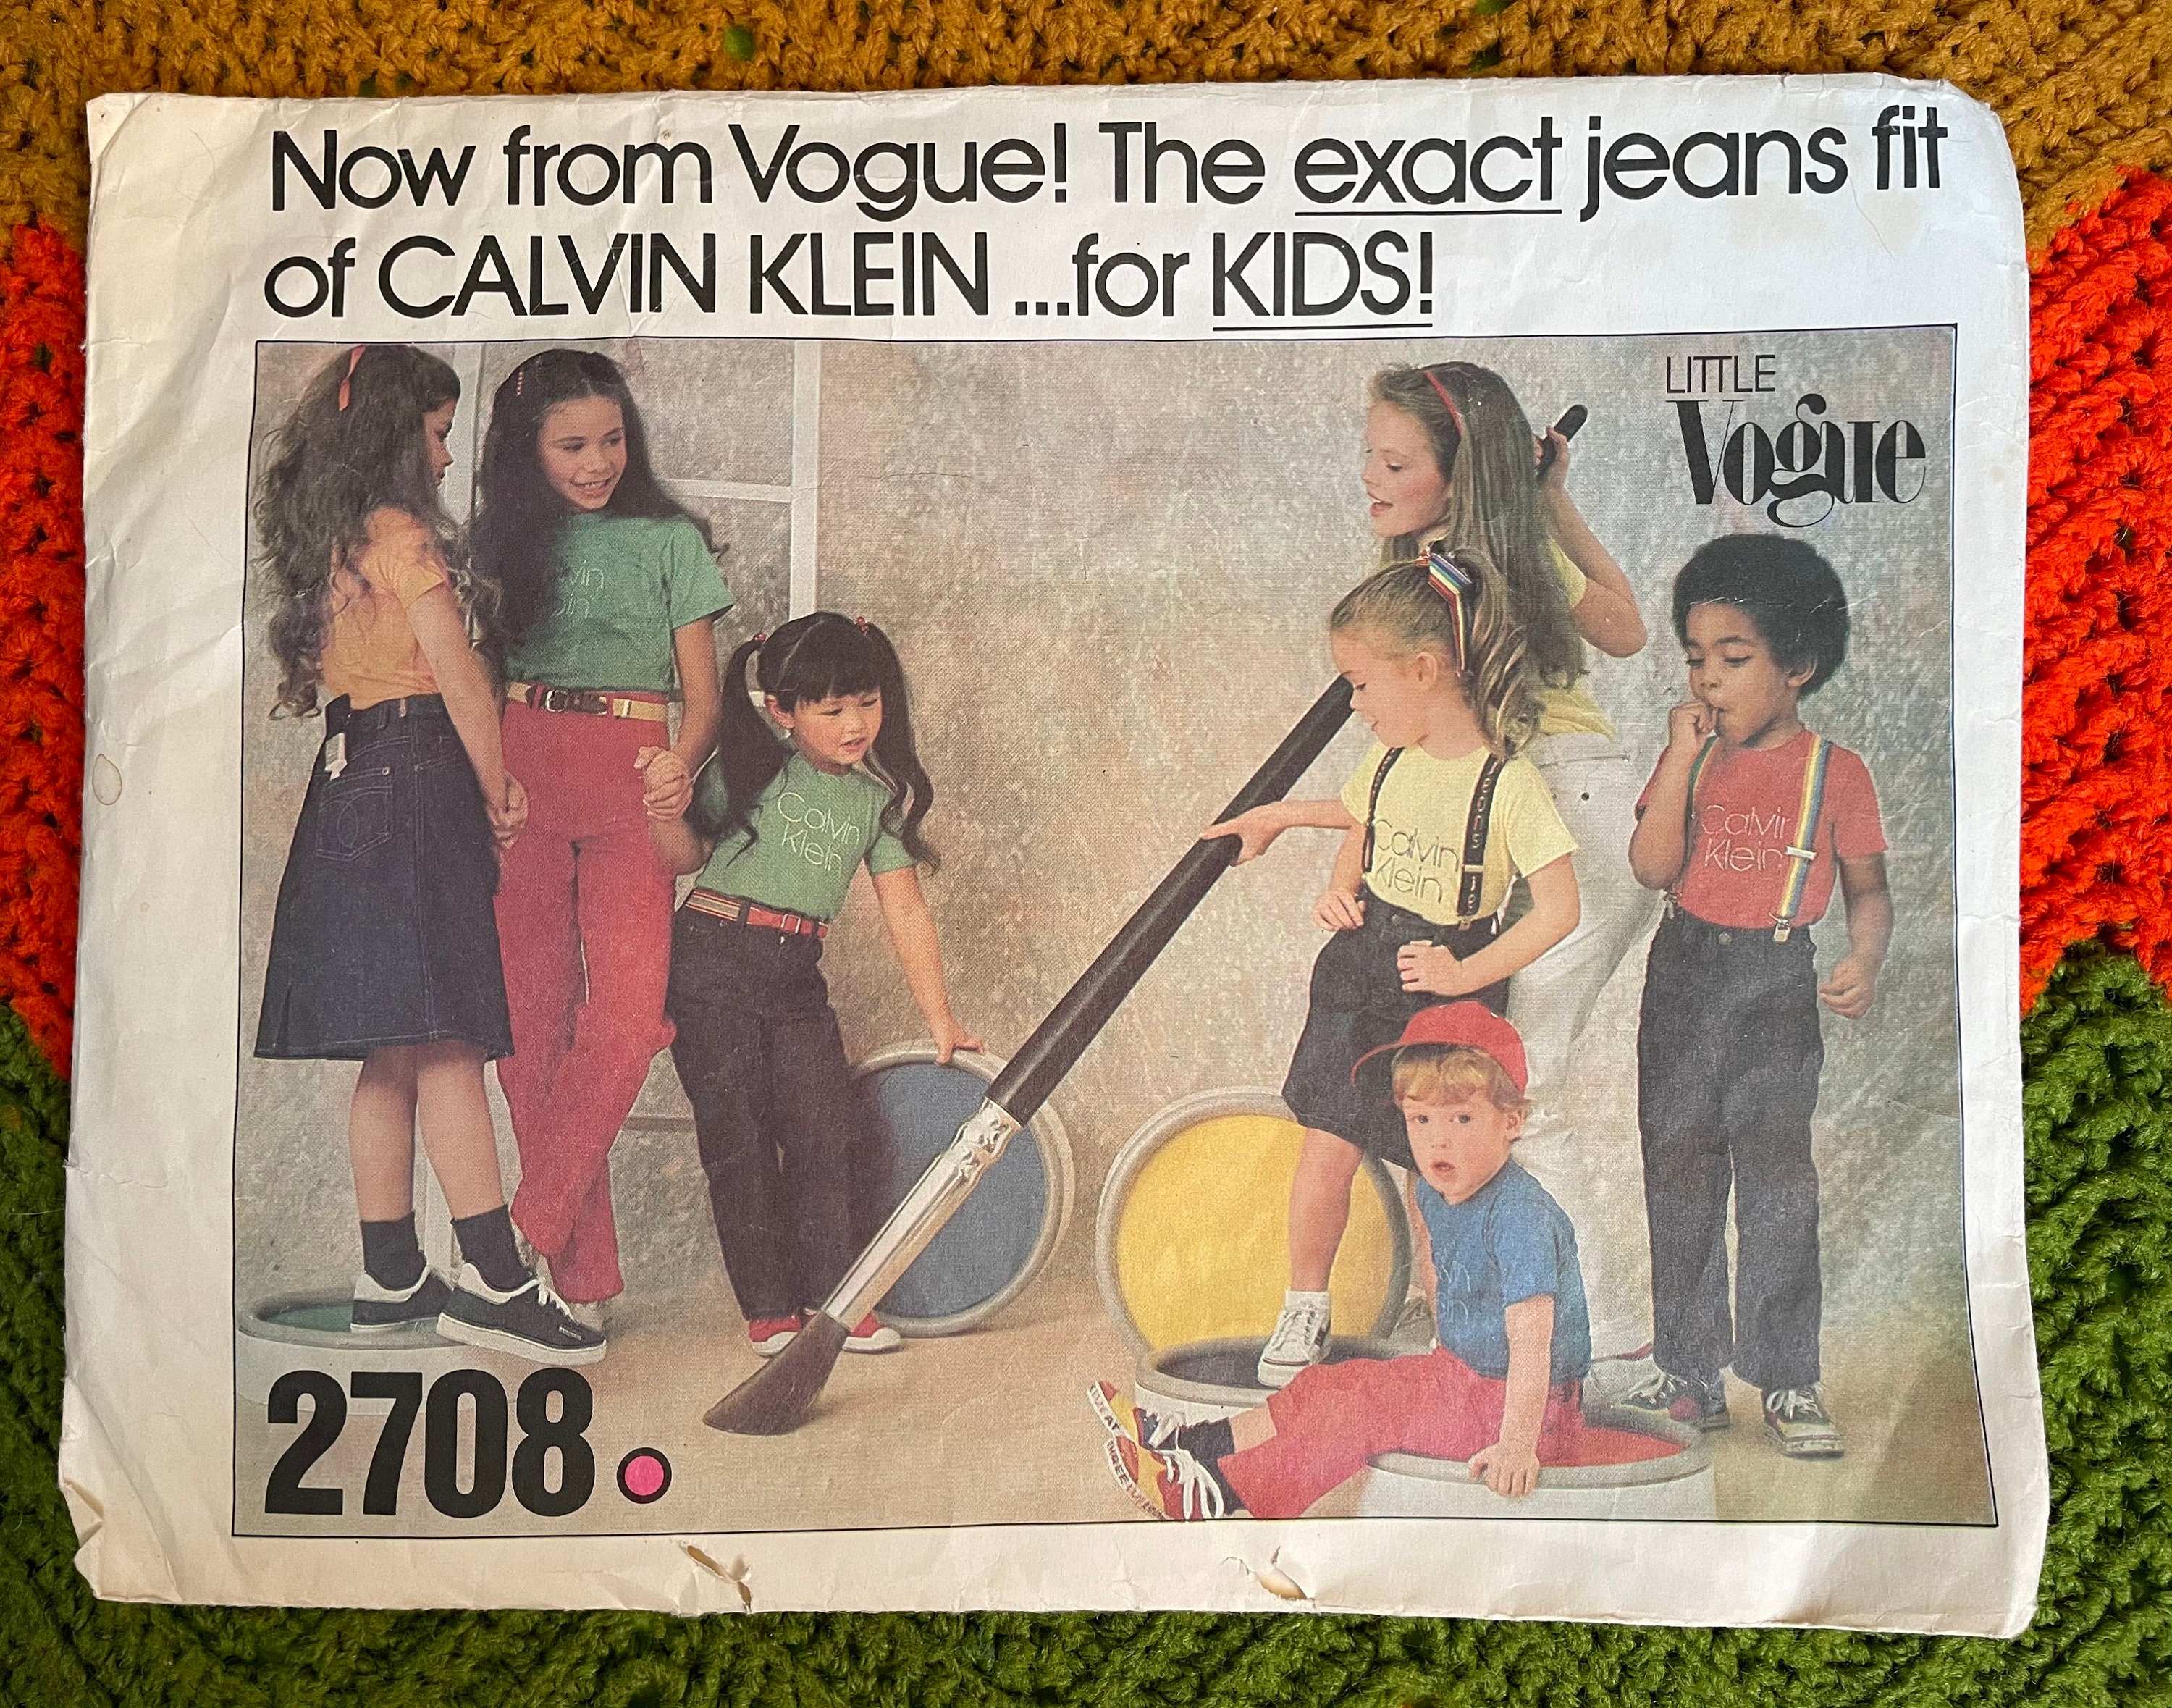 Now from Vogue! The exact jeans fit
of CALVIN KLEIN ...for KIDS!
LITTLE
Vogue
Calvin
Klein
Calvin
Klein
Calvin
Klein
2708